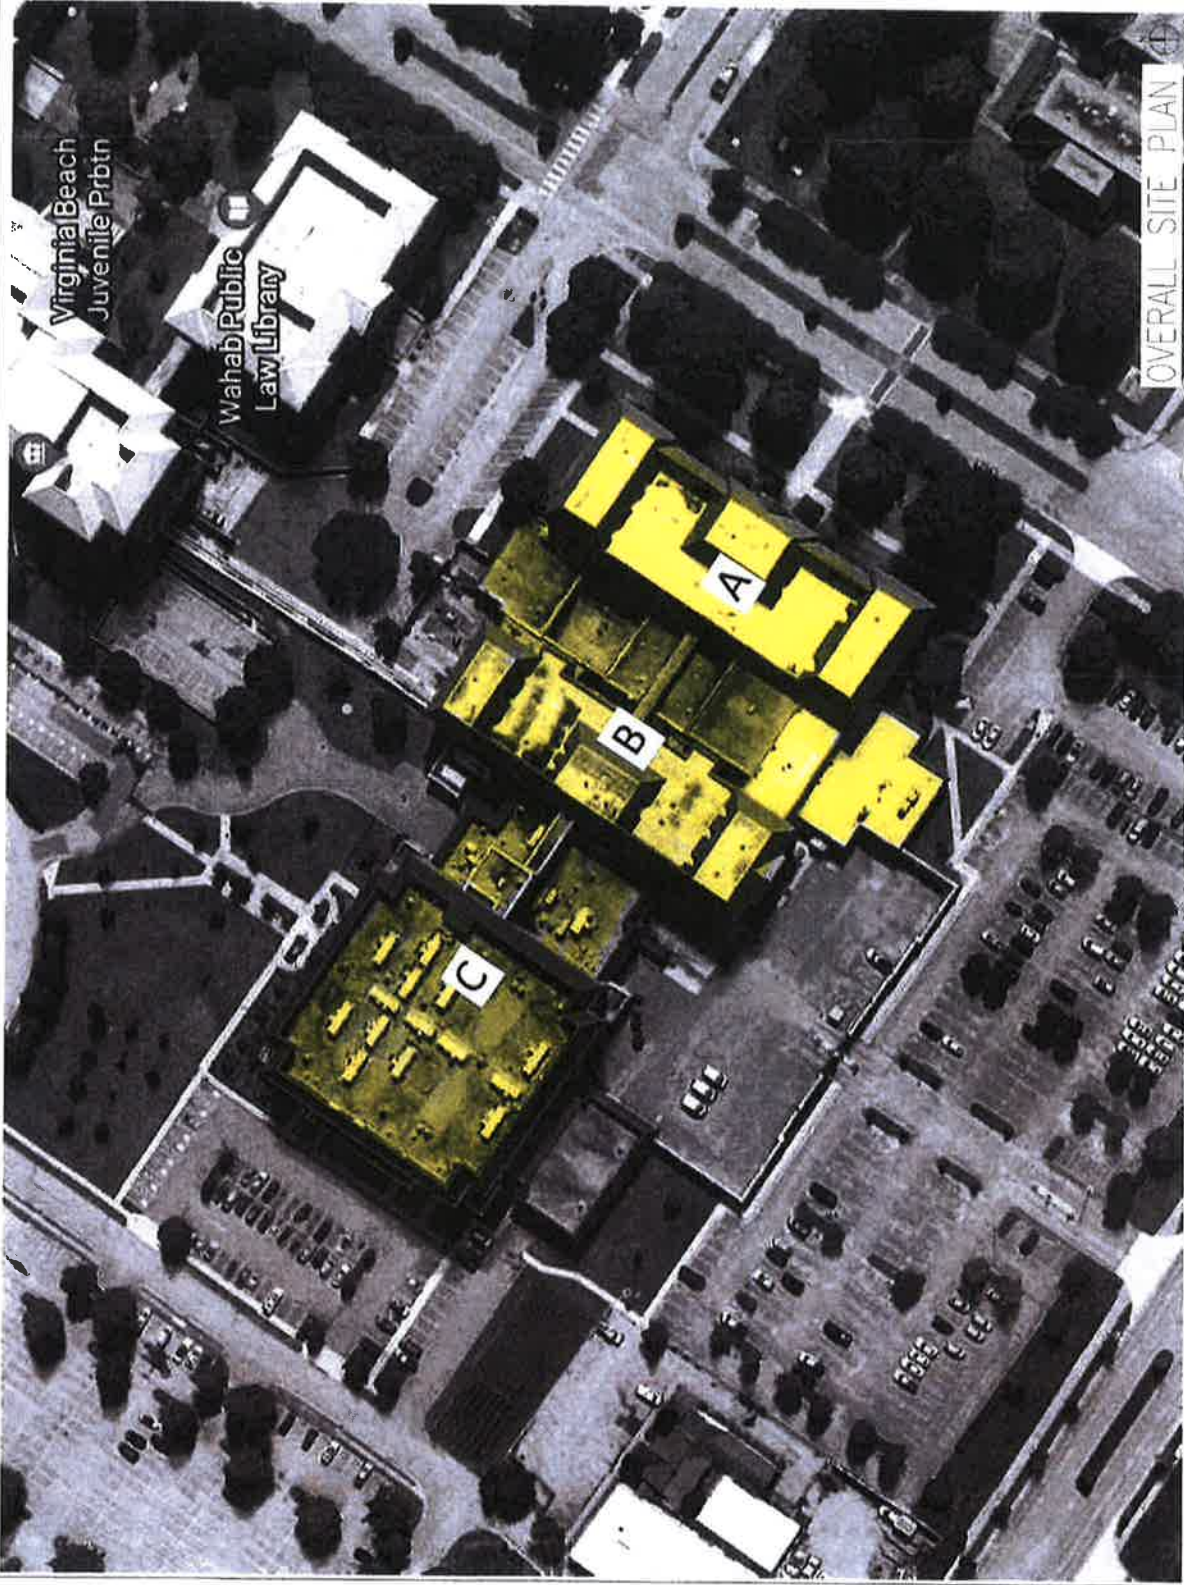 Virginia Beach
Juvenile Prbtn
Wahab Public
Law Library
A
B
C
OVERALL SITE PLAN